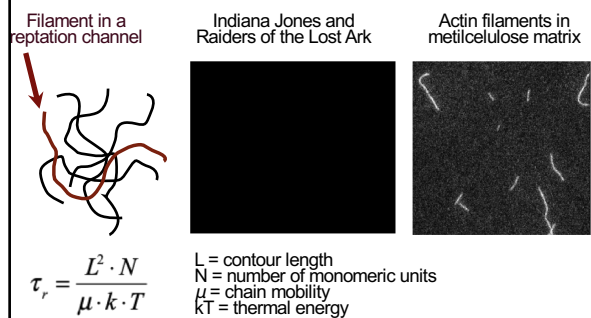 Filament in a
reptation channel
Indiana Jones and
Raiders of the Lost Ark
Actin filaments in
metilcelulose matrix
τr = L² · N / μ · k · T
L = contour length
N = number of monomeric units
μ = chain mobility
kT = thermal energy